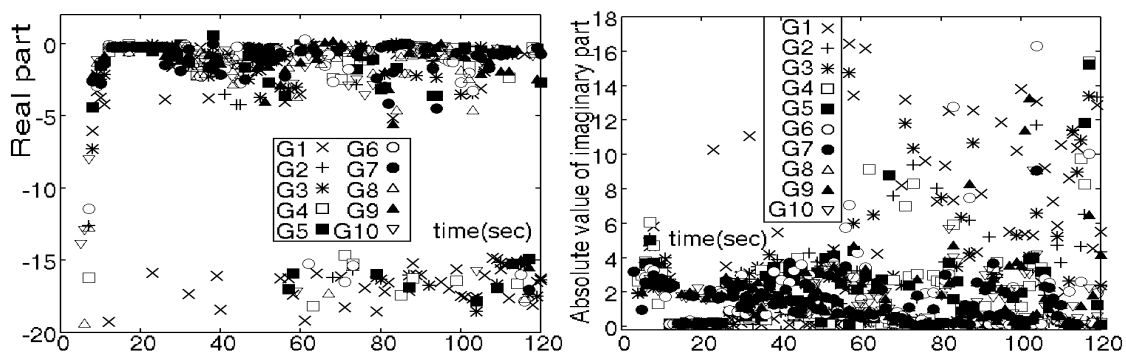 Real part
0
-5
-10
-15
-20
G1 G6
G2 G7
G3 G8
G4 G9
G5 G10
time(sec)
0 20 40 60 80 100 120
Absolute value of imaginary part
18
16
14
12
10
8
6
4
2
0
G1
G2
G3
G4
G5
G6
G7
G8
G9
G10
time(sec)
0 20 40 60 80 100 120